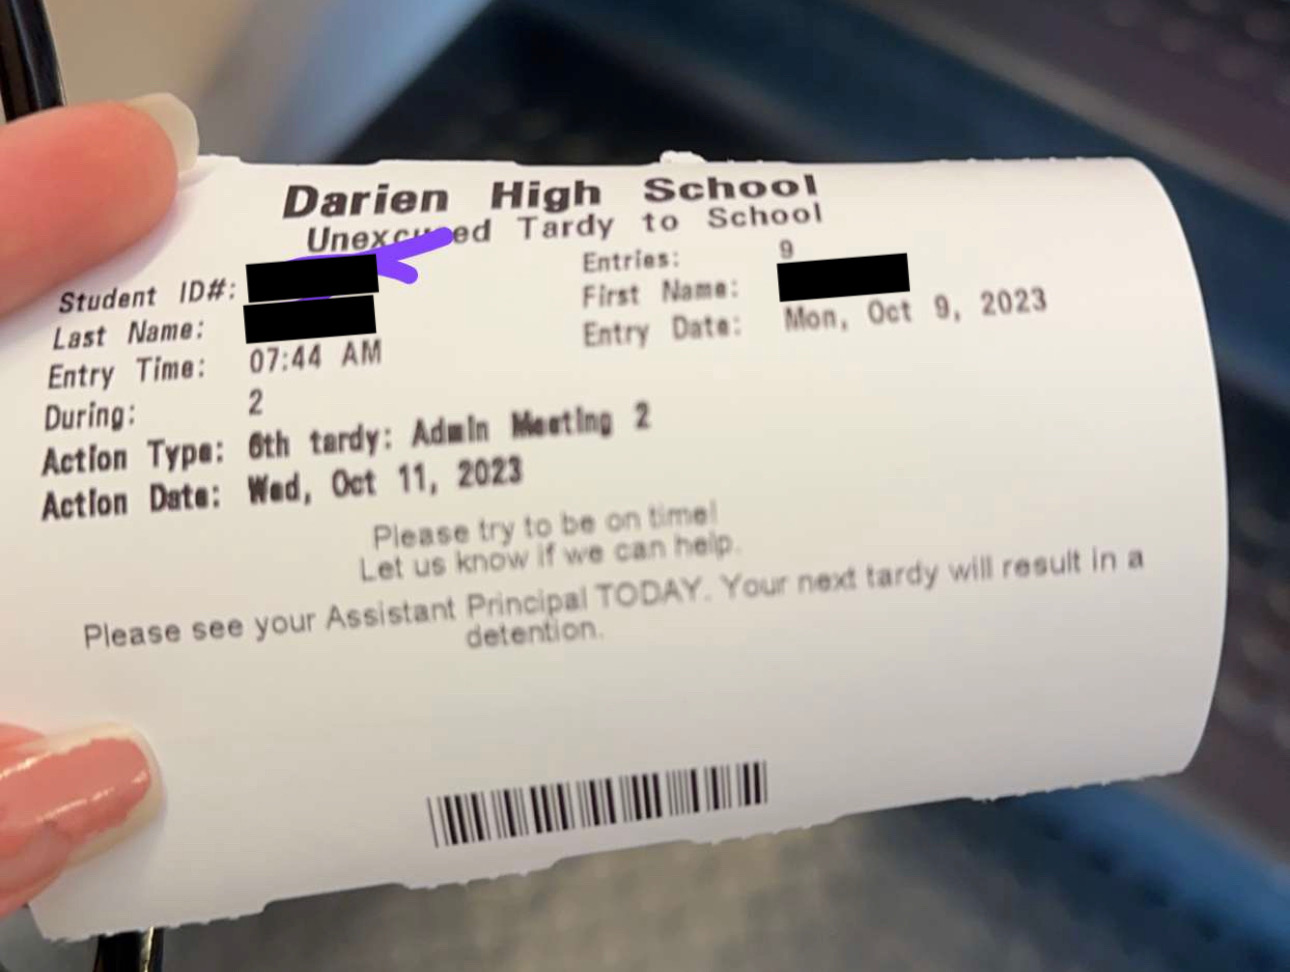 Darien High School
Unexcused Tardy to School
Student ID#:
Entries: 9
Last Name:
First Name:
Entry Time: 07:44 AM
Entry Date: Mon, Oct 9, 2023
During: 2
Action Type: 6th tardy: Admin Meeting 2
Action Date: Wed, Oct 11, 2023
Please try to be on time!
Let us know if we can help.
Please see your Assistant Principal TODAY. Your next tardy will result in a
detention.